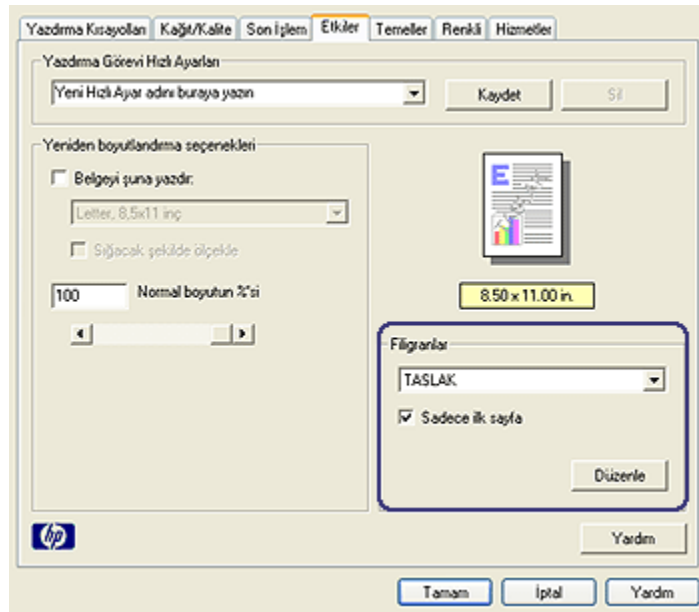 Yazdırma Kısayolları Kağıt/Kalite Son İşlem Etkiler Temeller Renkli Hizmetler
Yazdırma Görevi Hızlı Ayarları
Yeni Hızlı Ayar adını buraya yazın
Kaydet
Sil
Yeniden boyutlandırma seçenekleri
Belgeyi şuna yazdır:
Letter, 8,5x11 inç
Sığacak şekilde ölçekle
100 Normal boyutun %'si
E
8.50 x 11.00 in.
Filigranlar
TASLAK
Sadece ilk sayfa
Düzenle
hp
Yardım
Tamam İptal Yardım